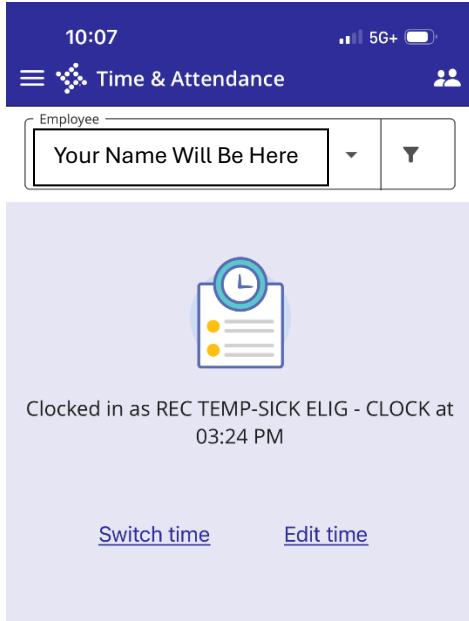 10:07 5G+
Time & Attendance
Employee
Your Name Will Be Here
Clocked in as REC TEMP-SICK ELIG - CLOCK at
03:24 PM
Switch time Edit time